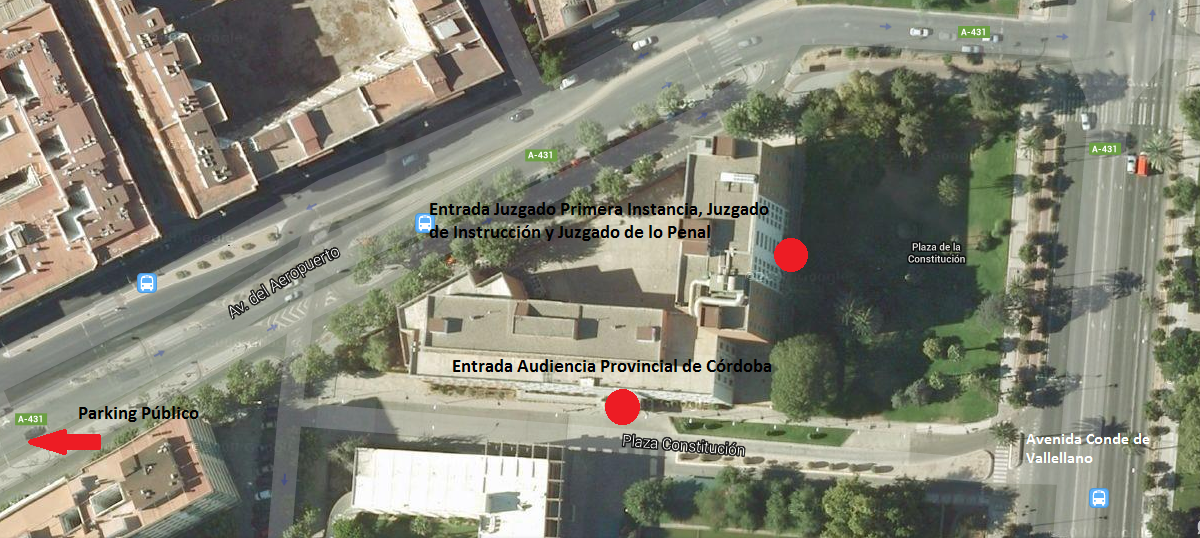 A-431
A-431
A-431
Entrada Juzgado Primera Instancia, Juzgado
de Instrucción y Juzgado de lo Penal
Plaza de la
Constitución
Av. del Aeropuerto
Entrada Audiencia Provincial de Córdoba
A-431
Parking Público
Plaza Constitución
Avenida Conde de
Vallellano